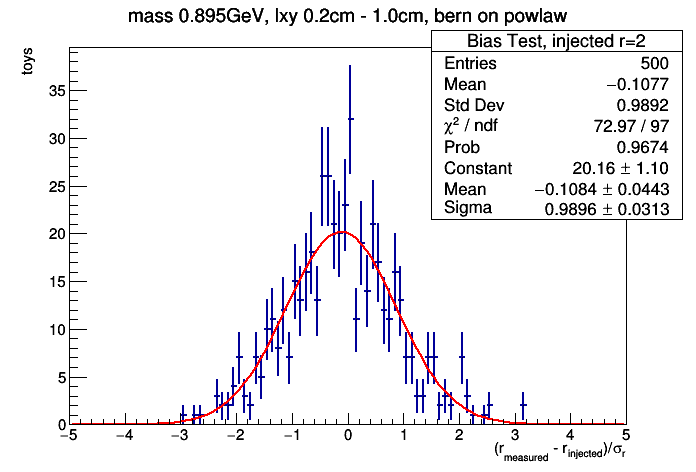 mass 0.895GeV, lxy 0.2cm - 1.0cm, bern on powlaw
toys
Bias Test, injected r=2
Entries 500
Mean −0.1077
Std Dev 0.9892
χ² / ndf 72.97 / 97
Prob 0.9674
Constant 20.16 ± 1.10
Mean −0.1084 ± 0.0443
Sigma 0.9896 ± 0.0313
35
30
25
20
15
10
5
0
−5 −4 −3 −2 −1 0 1 2 3 4 5
(r_measured - r_injected)/σ_r